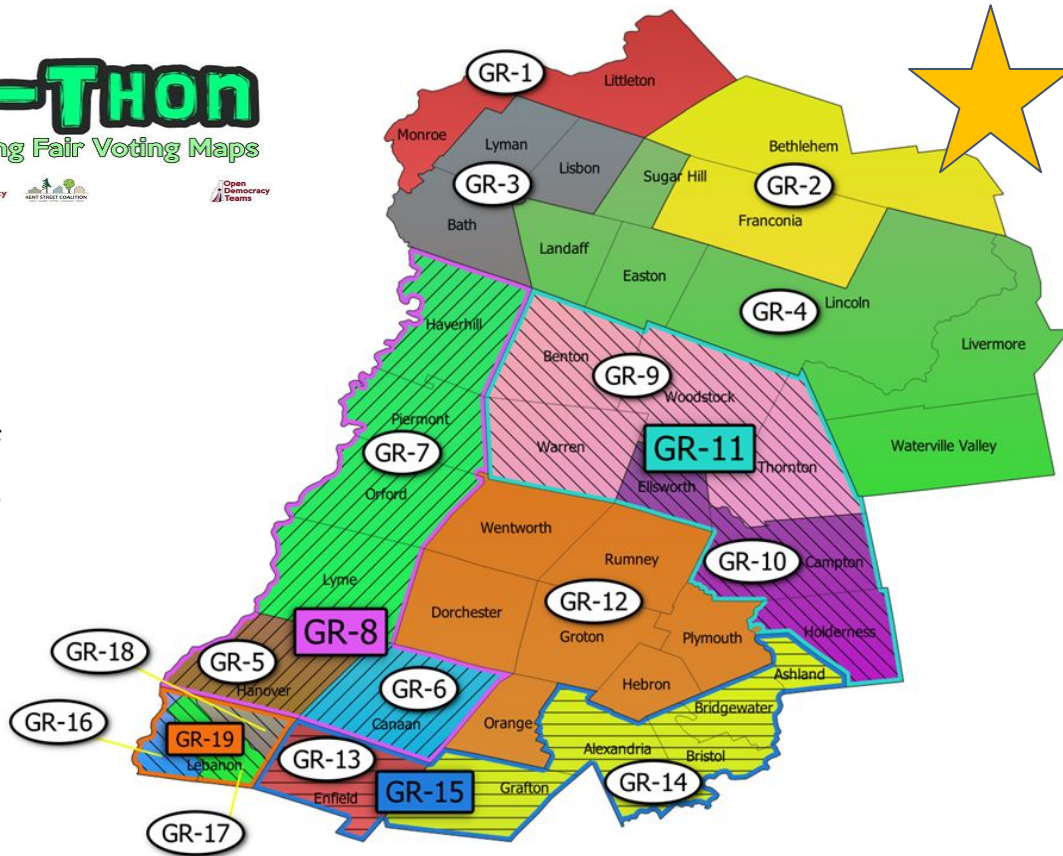 -THON
ng Fair Voting Maps
cy
KENT STREET COALITION
Open
Democracy
Teams
GR-1
Littleton
Monroe
Lyman
Lisbon
GR-3
Bath
Bethlehem
Sugar Hill
GR-2
Franconia
Landaff
Easton
GR-4
Lincoln
Livermore
Waterville Valley
Haverhill
Benton
GR-9
Woodstock
Piermont
GR-7
Warren
GR-11
Thornton
Orford
Ellsworth
Wentworth
Rumney
GR-10
Campton
Lyme
Dorchester
GR-12
Groton
Plymouth
GR-8
Holderness
GR-18
GR-5
Hanover
GR-6
Canaan
Hebron
Ashland
Bridgewater
Orange
GR-16
GR-19
Lebanon
GR-13
Enfield
GR-15
Grafton
Alexandria
Bristol
GR-14
GR-17